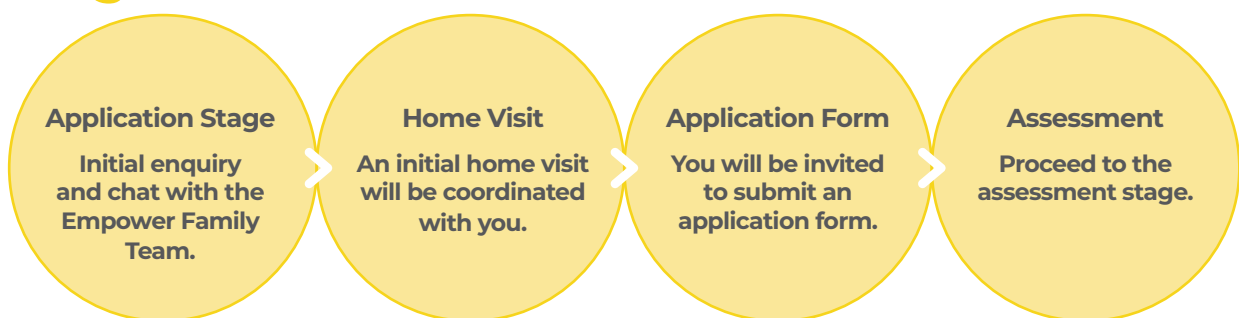 Application Stage
Initial enquiry
and chat with the
Empower Family
Team.
Home Visit
An initial home visit
will be coordinated
with you.
Application Form
You will be invited
to submit an
application form.
Assessment
Proceed to the
assessment stage.